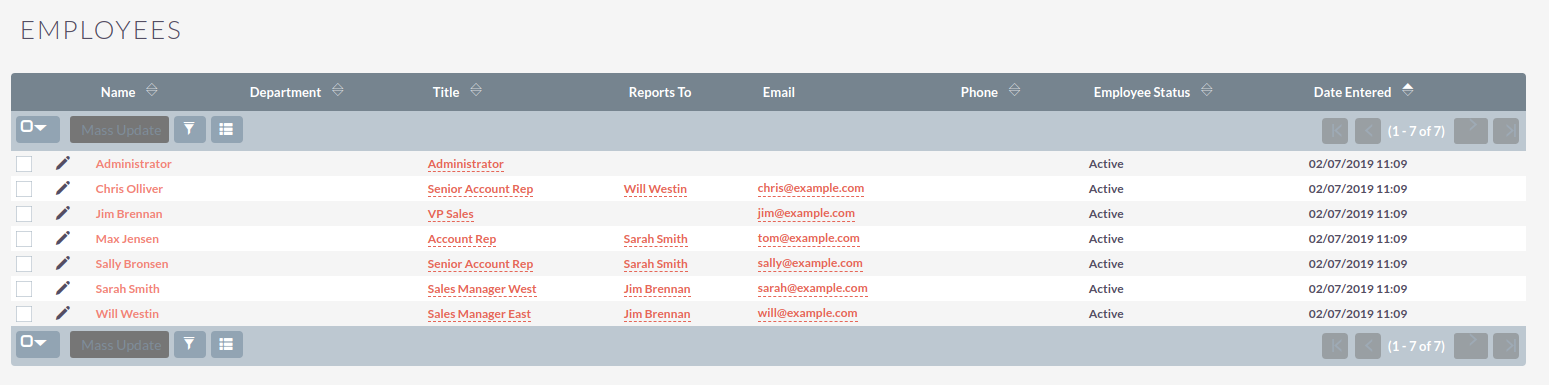 EMPLOYEES
Name Department Title Reports To Email Phone Employee Status Date Entered
Mass Update (1 - 7 of 7)
Administrator Administrator Active 02/07/2019 11:09
Chris Olliver Senior Account Rep Will Westin chris@example.com Active 02/07/2019 11:09
Jim Brennan VP Sales jim@example.com Active 02/07/2019 11:09
Max Jensen Account Rep Sarah Smith tom@example.com Active 02/07/2019 11:09
Sally Bronsen Senior Account Rep Sarah Smith sally@example.com Active 02/07/2019 11:09
Sarah Smith Sales Manager West Jim Brennan sarah@example.com Active 02/07/2019 11:09
Will Westin Sales Manager East Jim Brennan will@example.com Active 02/07/2019 11:09
Mass Update (1 - 7 of 7)